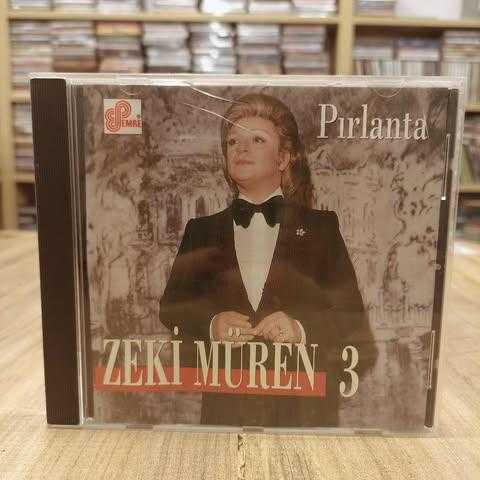 EMRE
Pırlanta
ZEKİ MÜREN 3